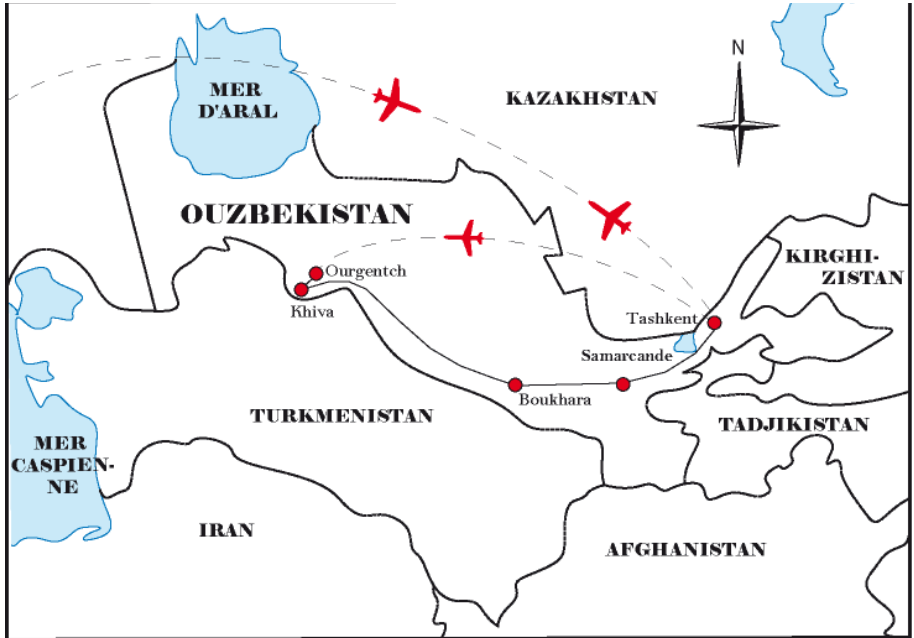 MER
D'ARAL
KAZAKHSTAN
N
OUZBEKISTAN
KIRGHI-
ZISTAN
Ourgentch
Khiva
Tashkent
Samarcande
Boukhara
TURKMENISTAN
TADJIKISTAN
MER
CASPIEN-
NE
IRAN
AFGHANISTAN